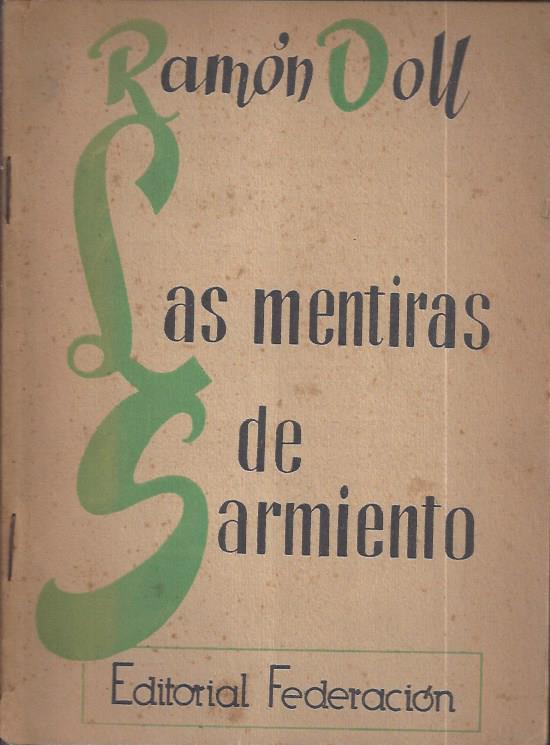 Ramón Doll
Las mentiras
de
Sarmiento
Editorial Federación